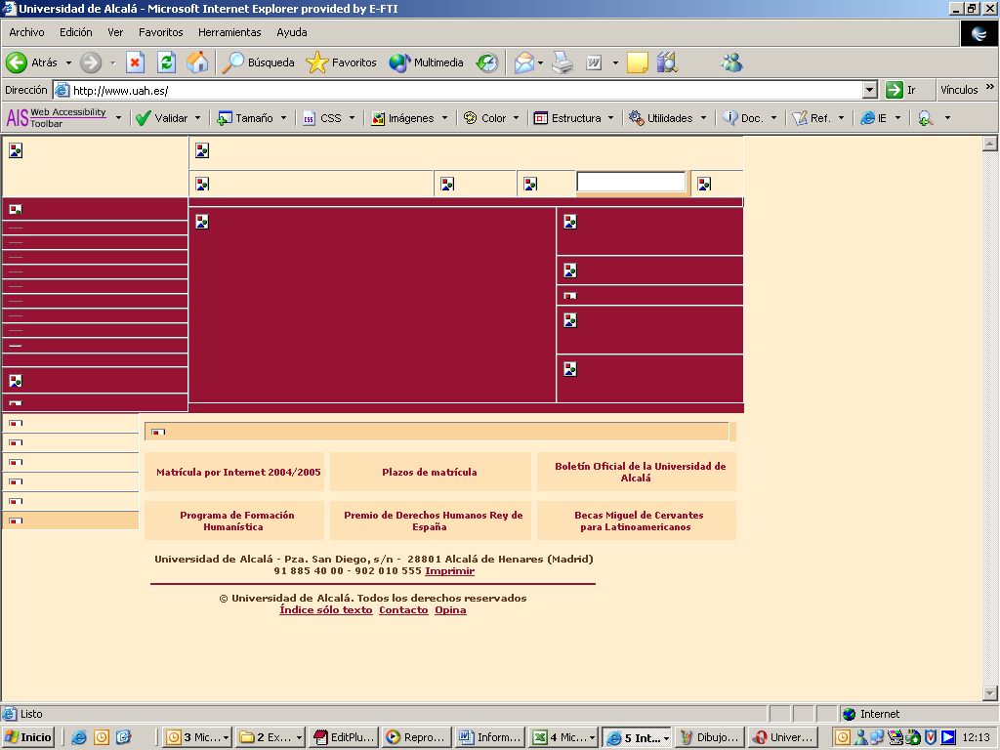 Universidad de Alcalá - Microsoft Internet Explorer provided by E-FTI
Archivo Edición Ver Favoritos Herramientas Ayuda
Atrás Búsqueda Favoritos Multimedia
Dirección http://www.uah.es/ Ir Vínculos »
AIS Web Accessibility Toolbar Validar Tamaño CSS Imágenes Color Estructura Utilidades Doc. Ref. IE
Matrícula por Internet 2004/2005
Plazos de matrícula
Boletín Oficial de la Universidad de
Alcalá
Programa de Formación
Humanística
Premio de Derechos Humanos Rey de
España
Becas Miguel de Cervantes
para Latinoamericanos
Universidad de Alcalá - Pza. San Diego, s/n - 28801 Alcalá de Henares (Madrid)
91 885 40 00 - 902 010 555 Imprimir
© Universidad de Alcalá. Todos los derechos reservados
Índice sólo texto Contacto Opina
Listo Internet
Inicio 3 Mic... 2 Ex... EditPlu... Repro... Inform... 4 Mic... 5 Int... Dibujo... Univer... 12:13